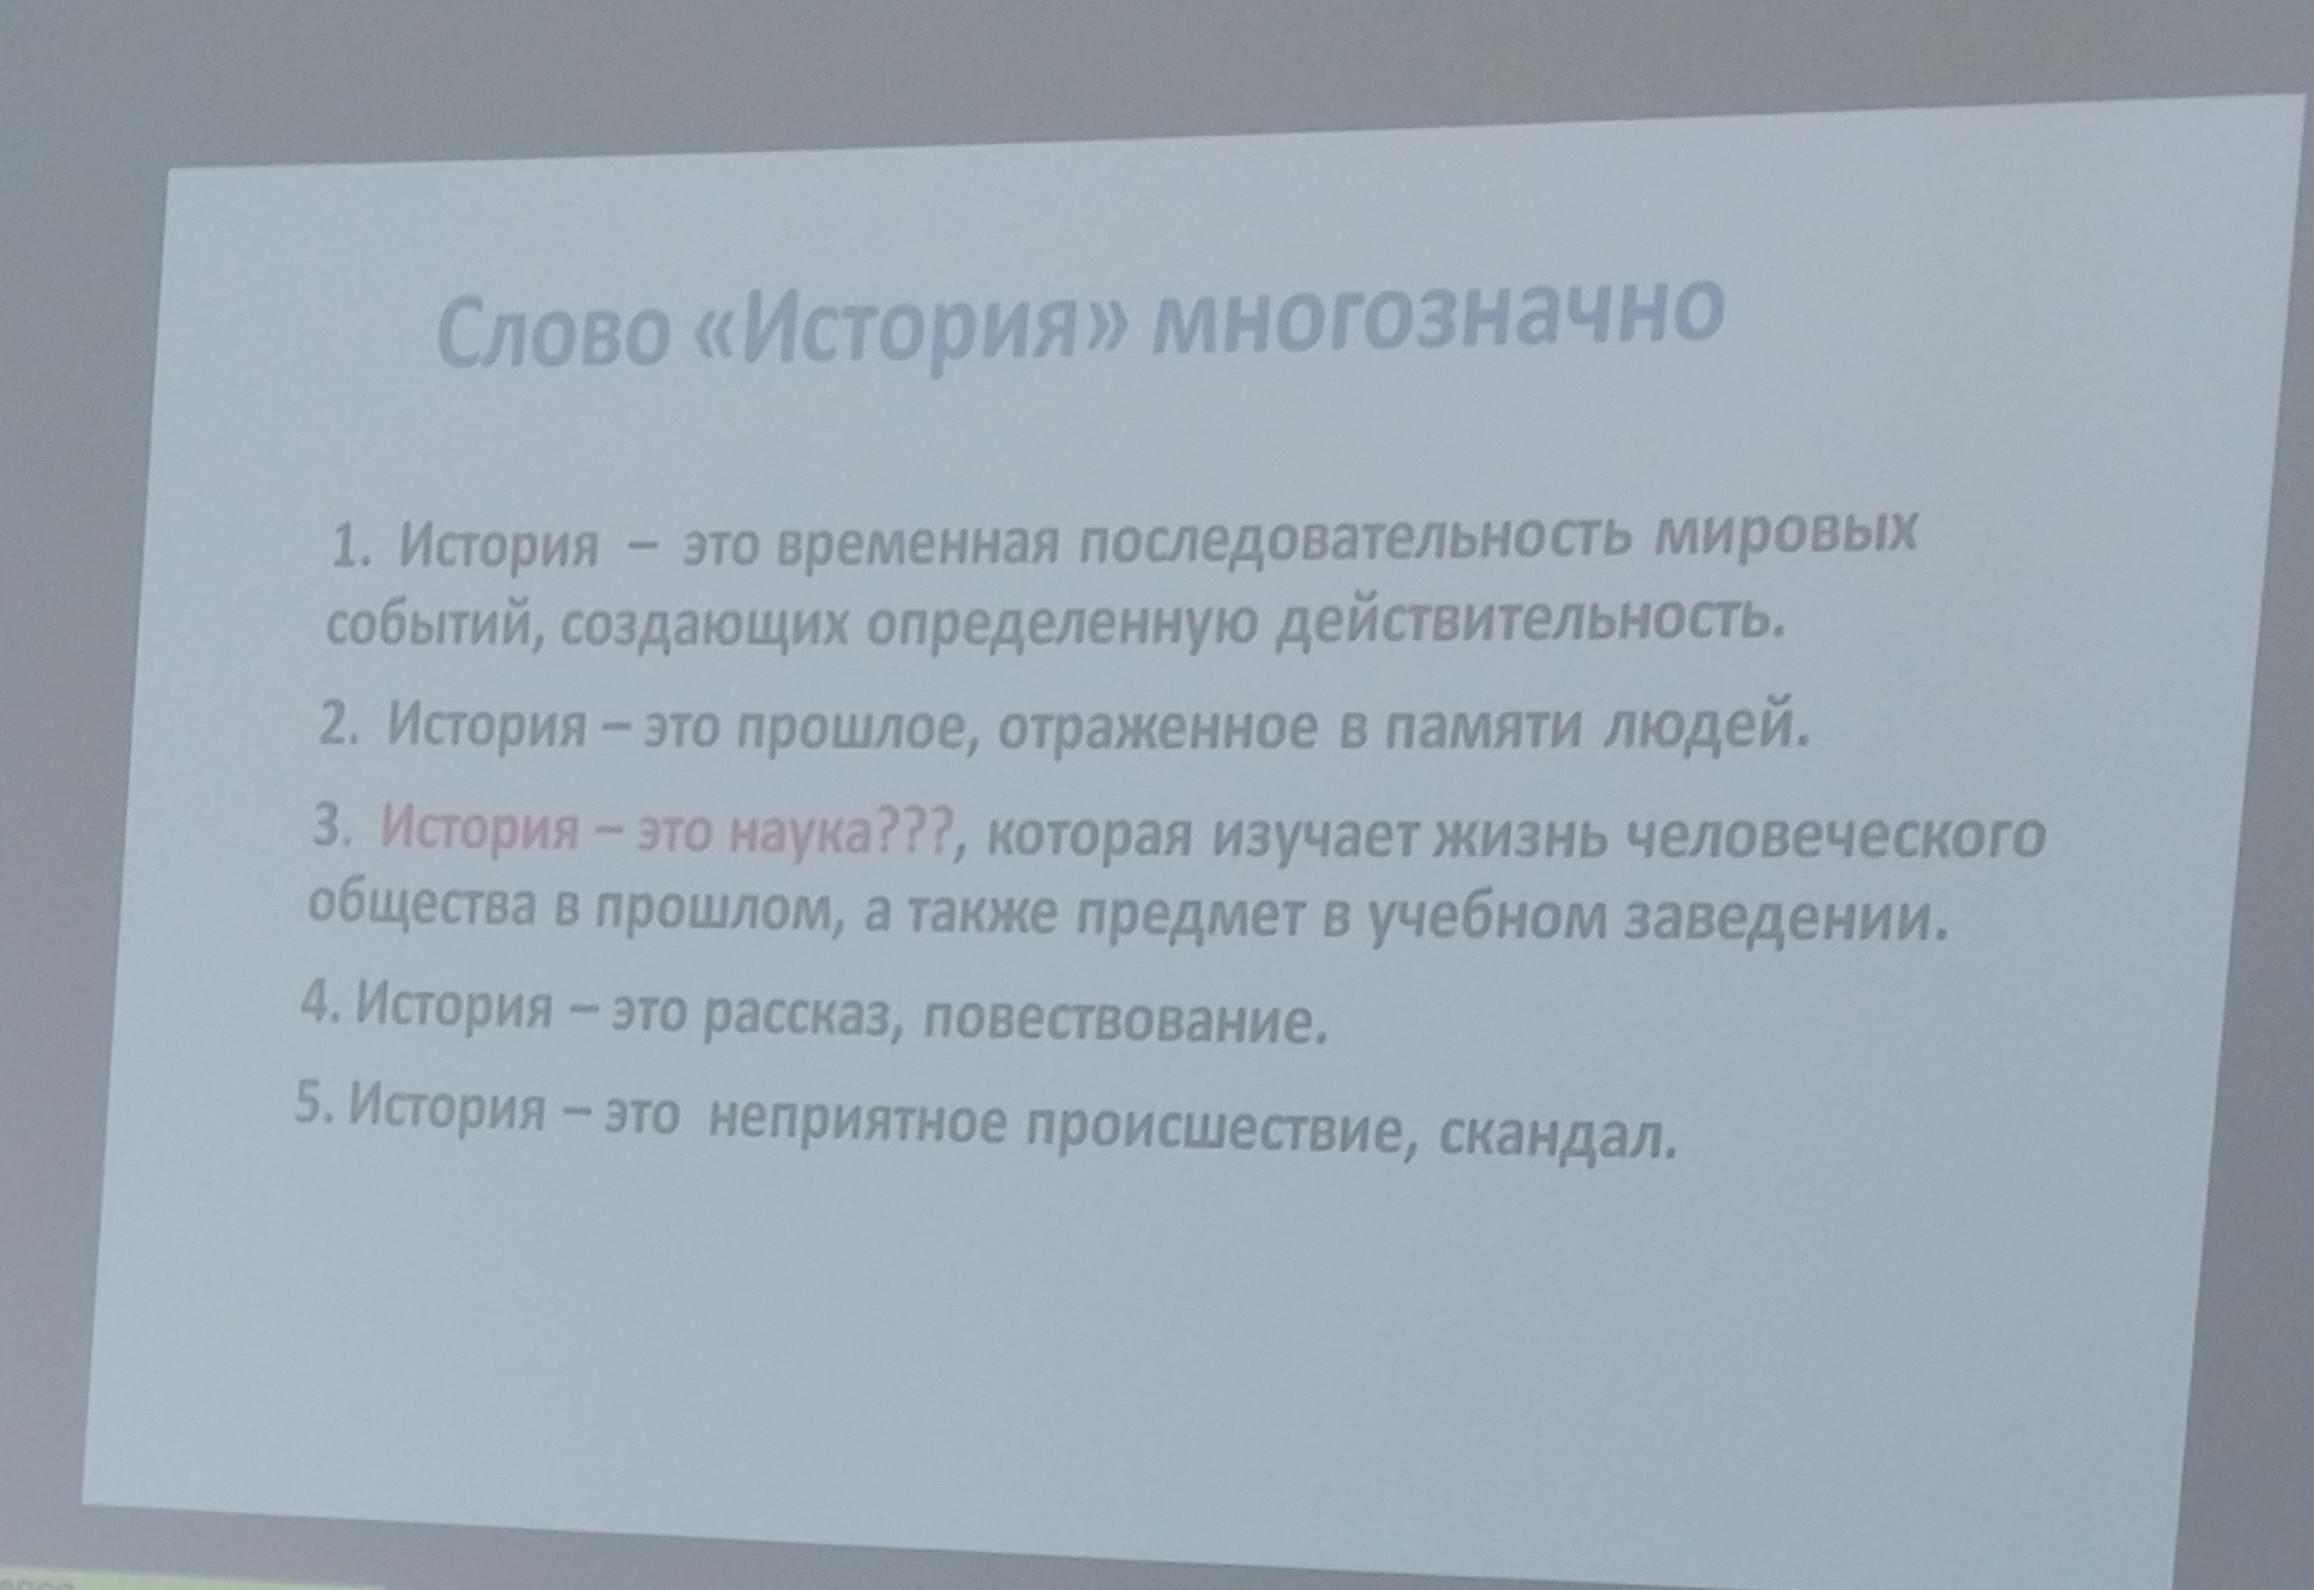 Слово «История» многозначно
1. История – это временная последовательность мировых
событий, создающих определенную действительность.
2. История – это прошлое, отраженное в памяти людей.
3. История – это наука???, которая изучает жизнь человеческого
общества в прошлом, а также предмет в учебном заведении.
4. История – это рассказ, повествование.
5. История – это неприятное происшествие, скандал.